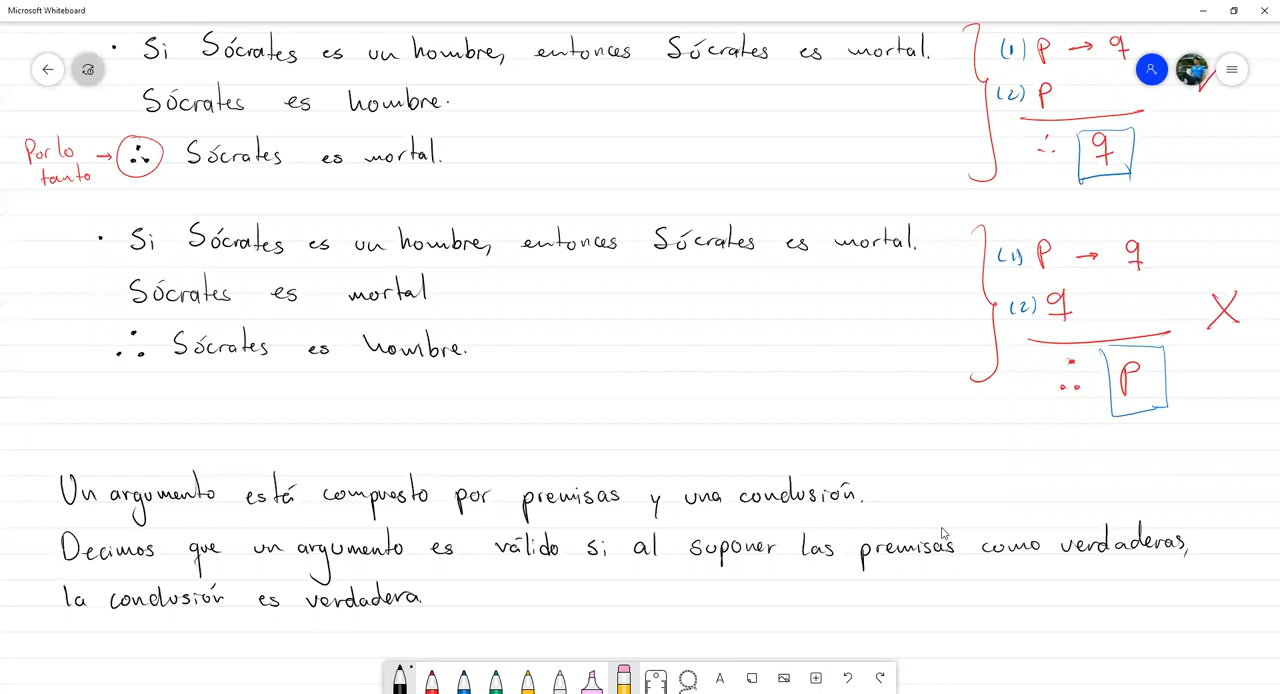 Microsoft Whiteboard
· Si Sócrates es un hombre, entonces Sócrates es mortal.
Sócrates es hombre.
Por lo tanto → ∴ Sócrates es mortal.
(1) p → q
(2) p
∴ q
· Si Sócrates es un hombre, entonces Sócrates es mortal.
Sócrates es mortal
∴ Sócrates es hombre.
(1) p → q
(2) q X
∴ p
Un argumento está compuesto por premisas y una conclusión.
Decimos que un argumento es válido si al suponer las premisas como verdaderas,
la conclusión es verdadera.